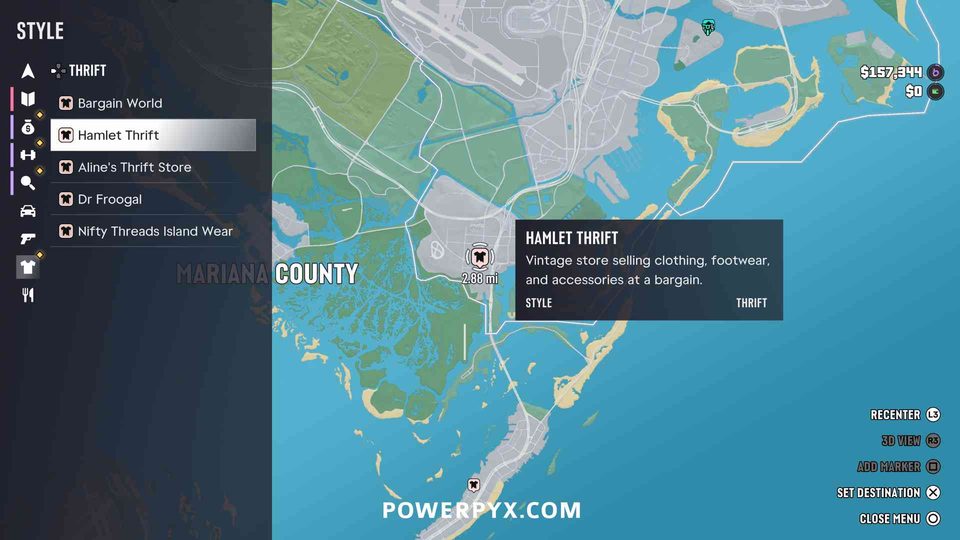 STYLE
THRIFT
Bargain World
Hamlet Thrift
Aline's Thrift Store
Dr Froogal
Nifty Threads Island Wear
MARIANA COUNTY
2.88 mi
HAMLET THRIFT
Vintage store selling clothing, footwear,
and accessories at a bargain.
STYLE THRIFT
$157,344
$0
RECENTER L3
3D VIEW R3
ADD MARKER
SET DESTINATION
CLOSE MENU
POWERPYX.COM